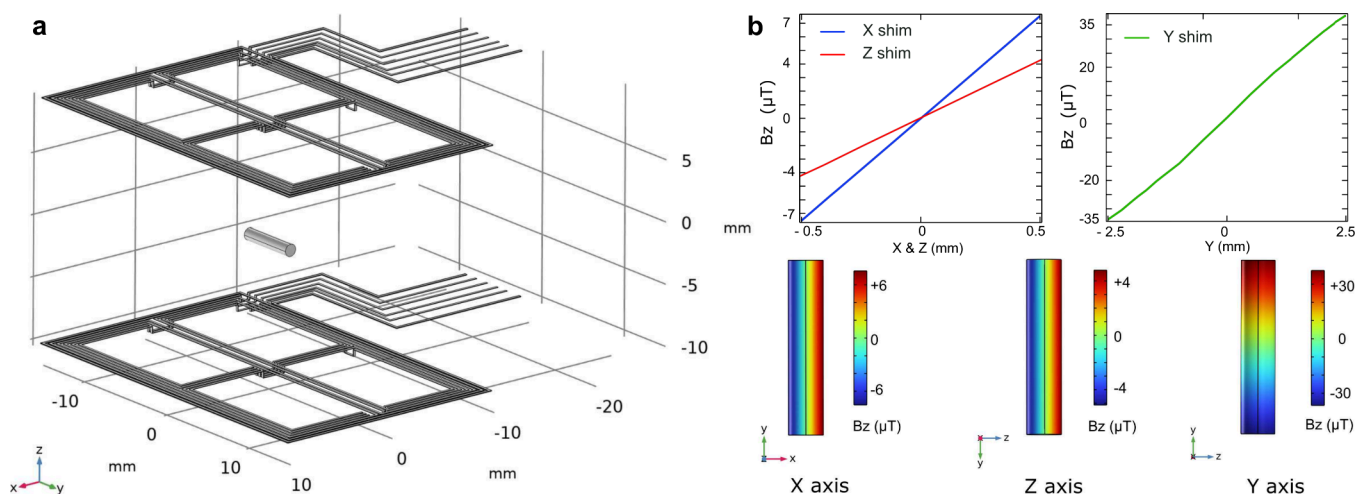 a
5
0
mm
-5
-10
-10
0
mm
10
10
0
mm
-10
-20
z
x
y
b
7
4
0
-4
-7
Bz (µT)
X shim
Z shim
-0.5
0
0.5
X & Z (mm)
35
20
0
-20
-35
Bz (µT)
Y shim
-2.5
0
2.5
Y (mm)
+6
0
-6
Bz (µT)
y
z
x
X axis
+4
0
-4
Bz (µT)
x
z
y
Z axis
+30
0
-30
Bz (µT)
y
x
z
Y axis